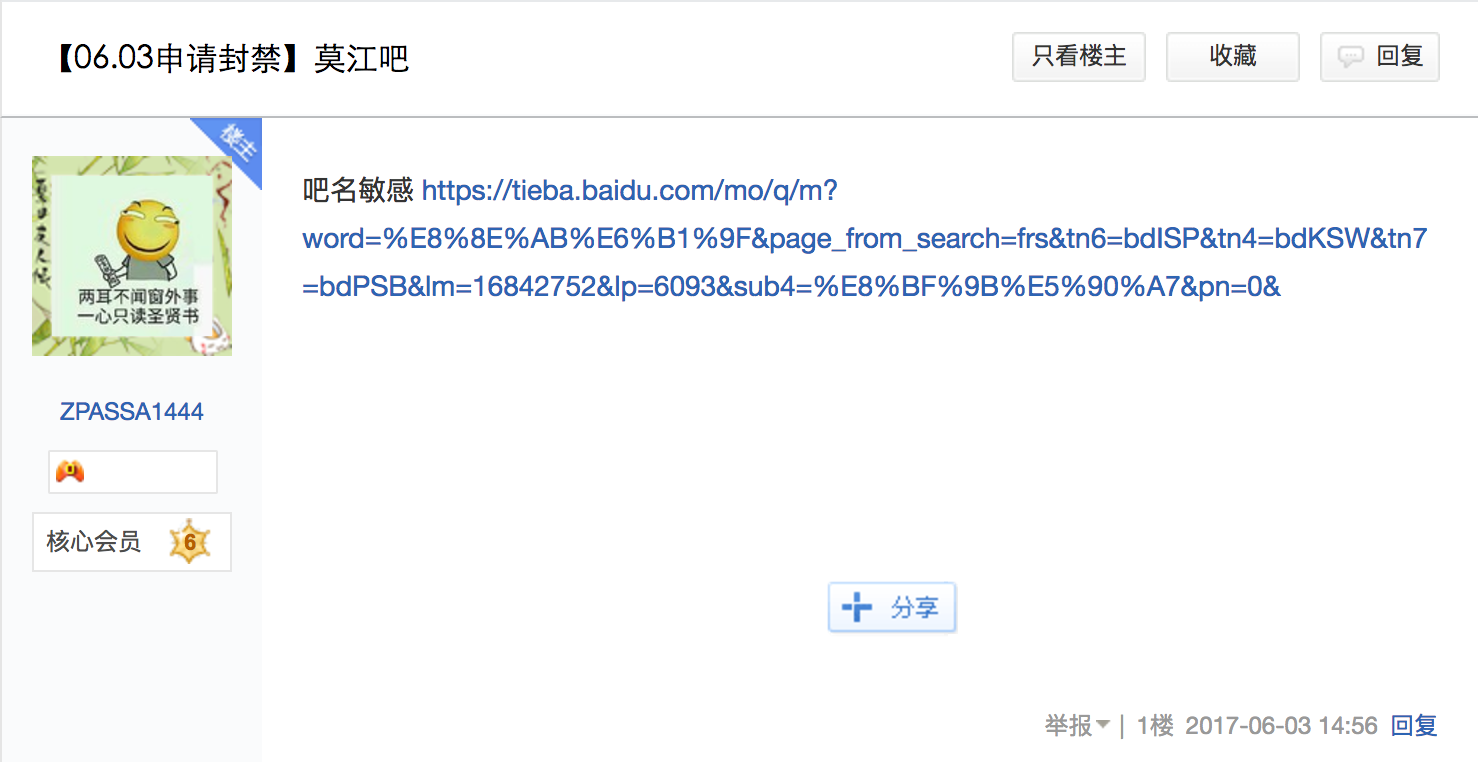 【06.03申请封禁】莫江吧
只看楼主 收藏 回复
楼主
吧名敏感 https://tieba.baidu.com/mo/q/m?
word=%E8%8E%AB%E6%B1%9F&page_from_search=frs&tn6=bdISP&tn4=bdKSW&tn7
=bdPSB&lm=16842752&lp=6093&sub4=%E8%BF%9B%E5%90%A7&pn=0&
两耳不闻窗外事
一心只读圣贤书
ZPASSA1444
核心会员 6
分享
举报 | 1楼 2017-06-03 14:56 回复